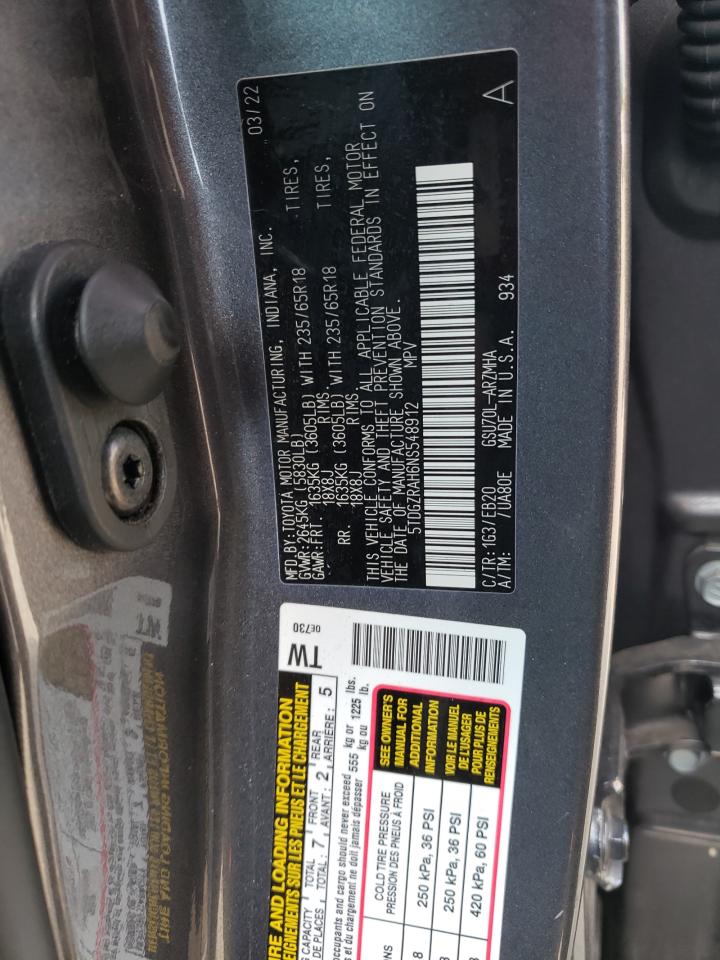 03/22
MFD.BY:TOYOTA MOTOR MANUFACTURING, INDIANA, INC.
GVWR:2645KG (5830LB)
GAWR:FRT. 1635KG (3605LB) WITH 235/65R18 TIRES,
18X8J RIMS
RR. 1635KG (3605LB) WITH 235/65R18 TIRES,
18X8J RIMS
THIS VEHICLE CONFORMS TO ALL APPLICABLE FEDERAL MOTOR
VEHICLE SAFETY AND THEFT PREVENTION STANDARDS IN EFFECT ON
THE DATE OF MANUFACTURE SHOWN ABOVE.
5TDGZRAH6NS548912 MPV
C/TR:1G3/EB20 GSU70L-ARZMHA
A/TM: /UA80E MADE IN U.S.A. 934 A
TW
0E730
IRE AND LOADING INFORMATION
EIGNEMENTS SUR LES PNEUS ET LE CHARGEMENT
G CAPACITY TOTAL: 7 FRONT 2 REAR 5
DE PLACES TOTAL: AVANT: ARRIÈRE:
occupants and cargo should never exceed 555 kg or 1225 lbs.
s et du chargement ne doit jamais dépasser kg ou lb.
COLD TIRE PRESSURE
PRESSION DES PNEUS À FROID
250 kPa, 36 PSI
250 kPa, 36 PSI
420 kPa, 60 PSI
SEE OWNER'S
MANUAL FOR
ADDITIONAL
INFORMATION
VOIR LE MANUEL
DE L'USAGER
POUR PLUS DE
RENSEIGNEMENTS